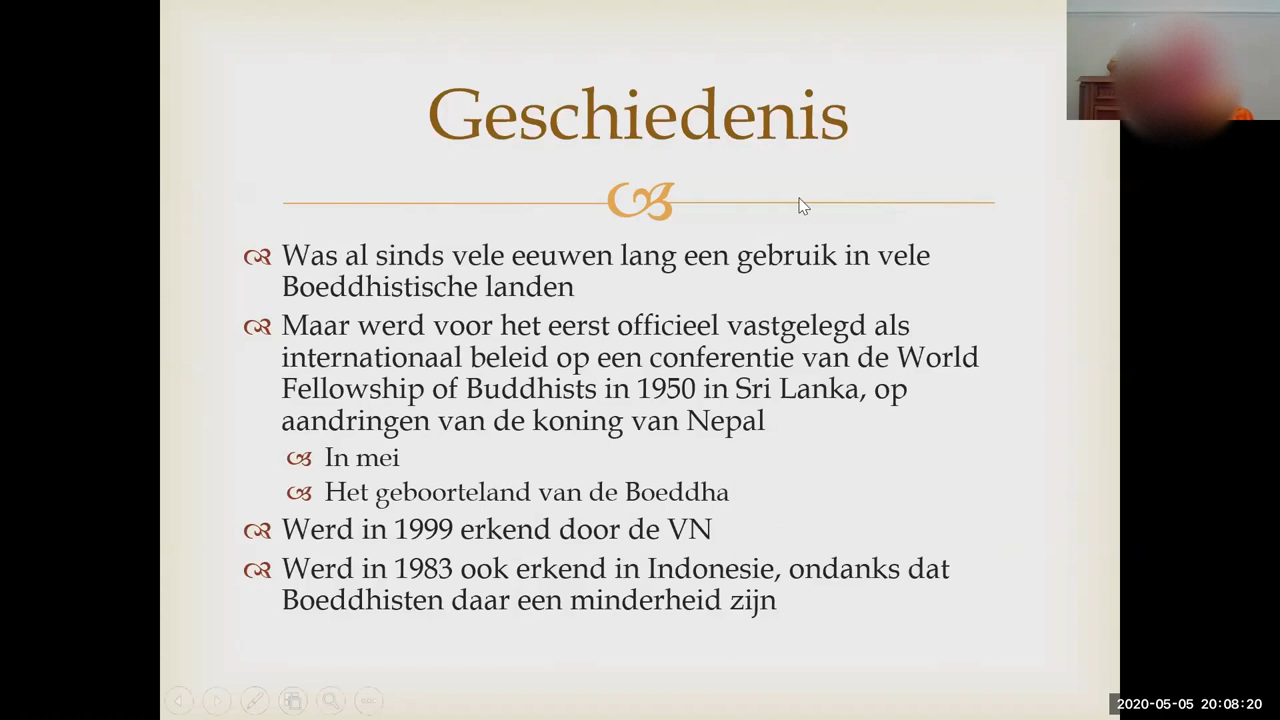 Geschiedenis
Was al sinds vele eeuwen lang een gebruik in vele
Boeddhistische landen
Maar werd voor het eerst officieel vastgelegd als
internationaal beleid op een conferentie van de World
Fellowship of Buddhists in 1950 in Sri Lanka, op
aandringen van de koning van Nepal
In mei
Het geboorteland van de Boeddha
Werd in 1999 erkend door de VN
Werd in 1983 ook erkend in Indonesie, ondanks dat
Boeddhisten daar een minderheid zijn
2020-05-05 20:08:20